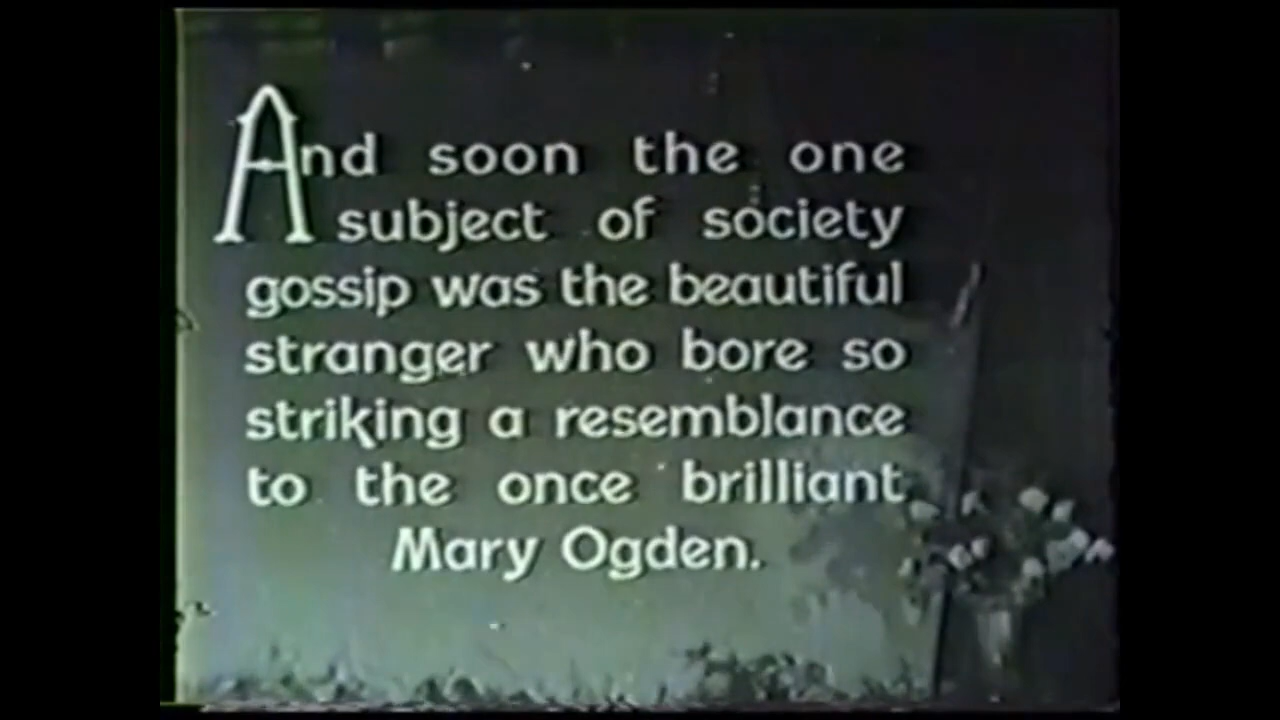 And soon the one
subject of society
gossip was the beautiful
stranger who bore so
striking a resemblance
to the once brilliant
Mary Ogden.